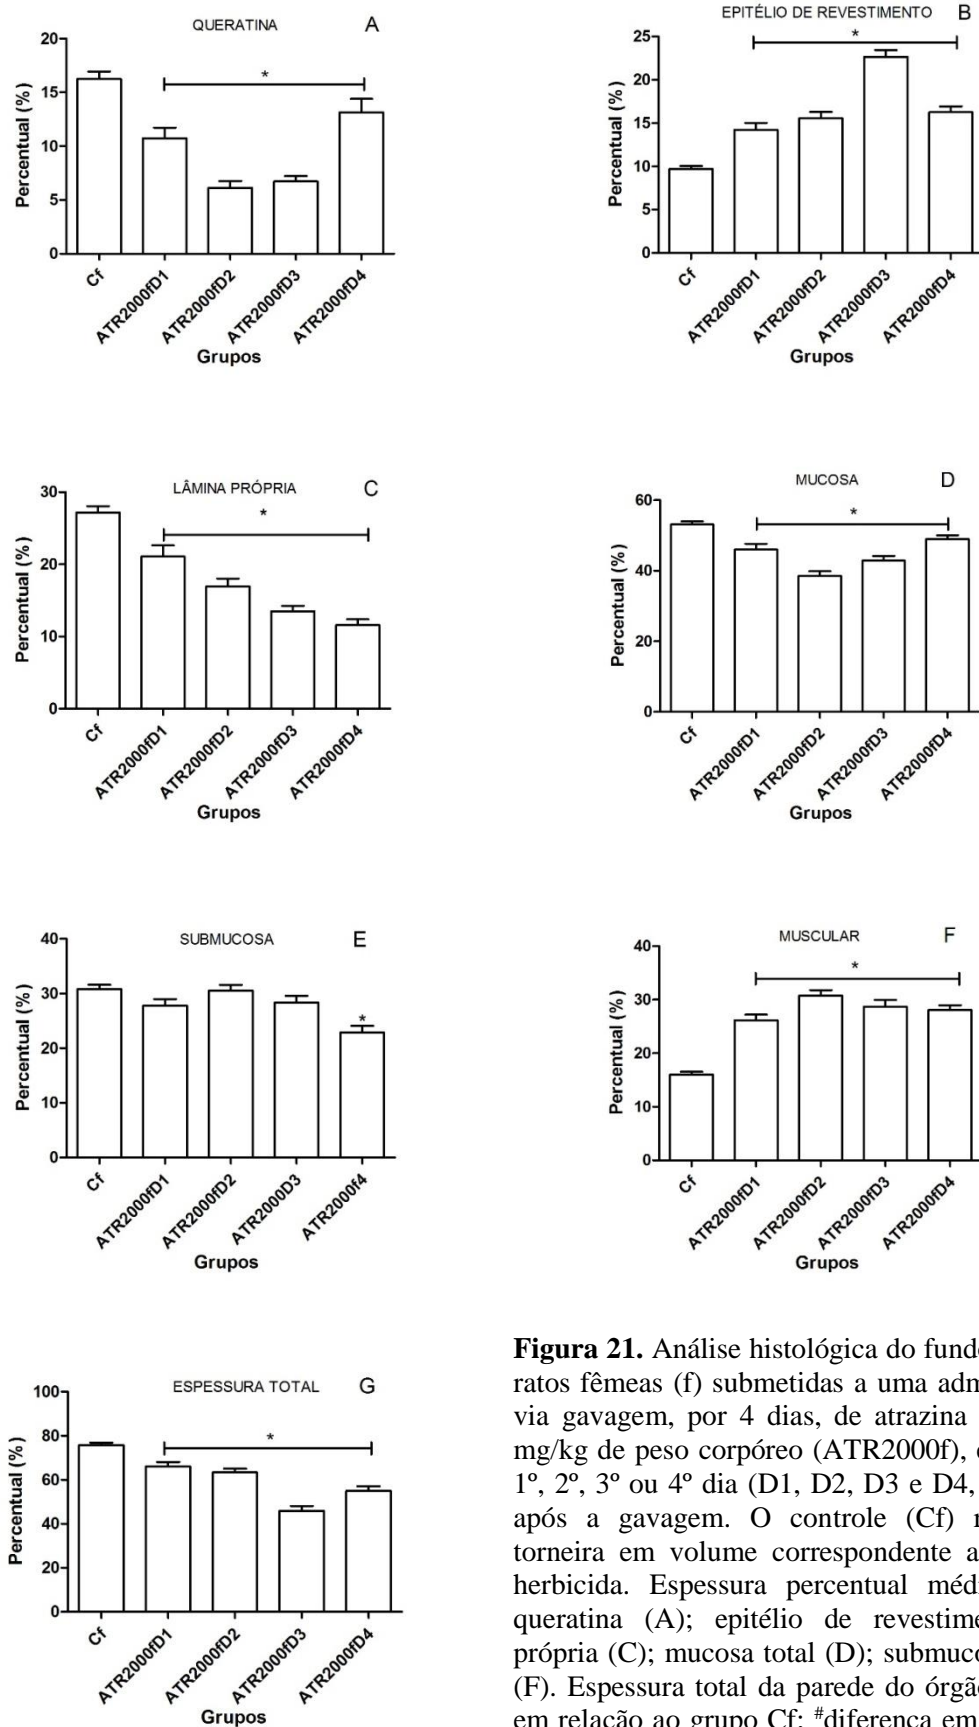 QUERATINA A
Percentual (%)
20
15
10
5
0
*
Cf
ATR2000fD1
ATR2000fD2
ATR2000fD3
ATR2000fD4
Grupos
EPITÉLIO DE REVESTIMENTO B
Percentual (%)
25
20
15
10
5
0
*
Cf
ATR2000fD1
ATR2000fD2
ATR2000fD3
ATR2000fD4
Grupos
LÂMINA PRÓPRIA C
Percentual (%)
30
20
10
0
*
Cf
ATR2000fD1
ATR2000fD2
ATR2000fD3
ATR2000fD4
Grupos
MUCOSA D
Percentual (%)
60
40
20
0
*
Cf
ATR2000fD1
ATR2000fD2
ATR2000fD3
ATR2000fD4
Grupos
SUBMUCOSA E
Percentual (%)
40
30
20
10
0
*
Cf
ATR2000fD1
ATR2000fD2
ATR2000D3
ATR2000f4
Grupos
MUSCULAR F
Percentual (%)
40
30
20
10
0
*
Cf
ATR2000fD1
ATR2000fD2
ATR2000fD3
ATR2000fD4
Grupos
ESPESSURA TOTAL G
Percentual (%)
100
80
60
40
20
0
*
Cf
ATR2000fD1
ATR2000fD2
ATR2000fD3
ATR2000fD4
Grupos
Figura 21. Análise histológica do
ratos fêmeas (f) submetidas a uma
via gavagem, por 4 dias, de atrazina
mg/kg de peso corpóreo (ATR2000f),
1º, 2º, 3º ou 4º dia (D1, D2, D3 e D4,
após a gavagem. O controle (Cf)
torneira em volume correspondente
herbicida. Espessura percentual
queratina (A); epitélio de
própria (C); mucosa total (D);
(F). Espessura total da parede do órgão
em relação ao grupo Cf; #diferença em